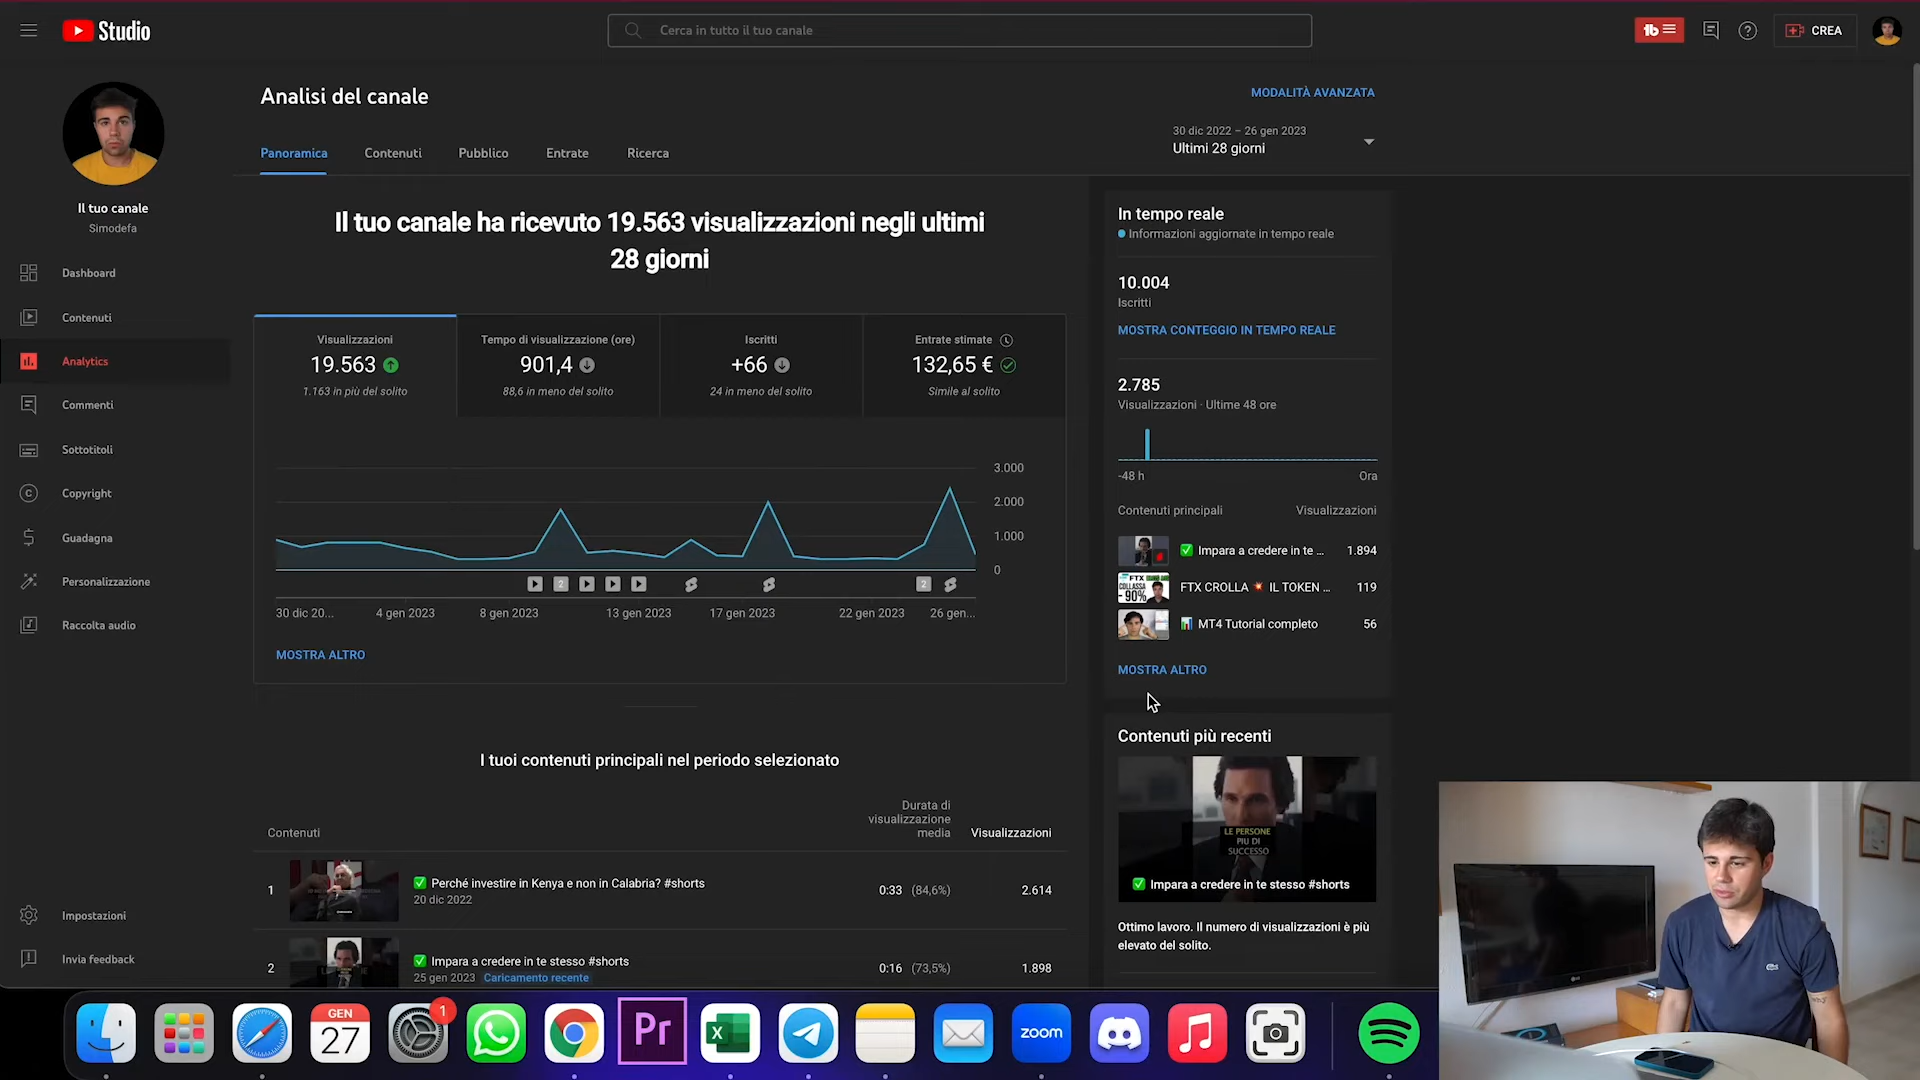 Studio
Cerca in tutto il tuo canale
CREA
Il tuo canale
Simodefa
Dashboard
Contenuti
Analytics
Commenti
Sottotitoli
Copyright
Guadagna
Personalizzazione
Raccolta audio
Impostazioni
Invia feedback
Analisi del canale
MODALITÀ AVANZATA
Panoramica
Contenuti
Pubblico
Entrate
Ricerca
30 dic 2022 – 26 gen 2023
Ultimi 28 giorni
Il tuo canale ha ricevuto 19.563 visualizzazioni negli ultimi
28 giorni
Visualizzazioni
19.563
1.163 in più del solito
Tempo di visualizzazione (ore)
901,4
88,6 in meno del solito
Iscritti
+66
24 in meno del solito
Entrate stimate
132,65 €
Simile al solito
3.000
2.000
1.000
0
2
2
30 dic 20...
4 gen 2023
8 gen 2023
13 gen 2023
17 gen 2023
22 gen 2023
26 gen...
MOSTRA ALTRO
I tuoi contenuti principali nel periodo selezionato
Contenuti
Durata di
visualizzazione
media
Visualizzazioni
1
Perché investire in Kenya e non in Calabria? #shorts
20 dic 2022
0:33 (84,6%)
2.614
2
Impara a credere in te stesso #shorts
25 gen 2023 Caricamento recente
0:16 (73,5%)
1.898
In tempo reale
Informazioni aggiornate in tempo reale
10.004
Iscritti
MOSTRA CONTEGGIO IN TEMPO REALE
2.785
Visualizzazioni · Ultime 48 ore
-48 h
Ora
Contenuti principali
Visualizzazioni
Impara a credere in te ...
1.894
FTX
COLLASSA
- 90%
FTX CROLLA 💥 IL TOKEN ...
119
MT4 Tutorial completo
56
MOSTRA ALTRO
Contenuti più recenti
LE PERSONE
PIÙ DI
SUCCESSO
Impara a credere in te stesso #shorts
Ottimo lavoro. Il numero di visualizzazioni è più
elevato del solito.
GEN
27
1
Pr
X
zoom
LG